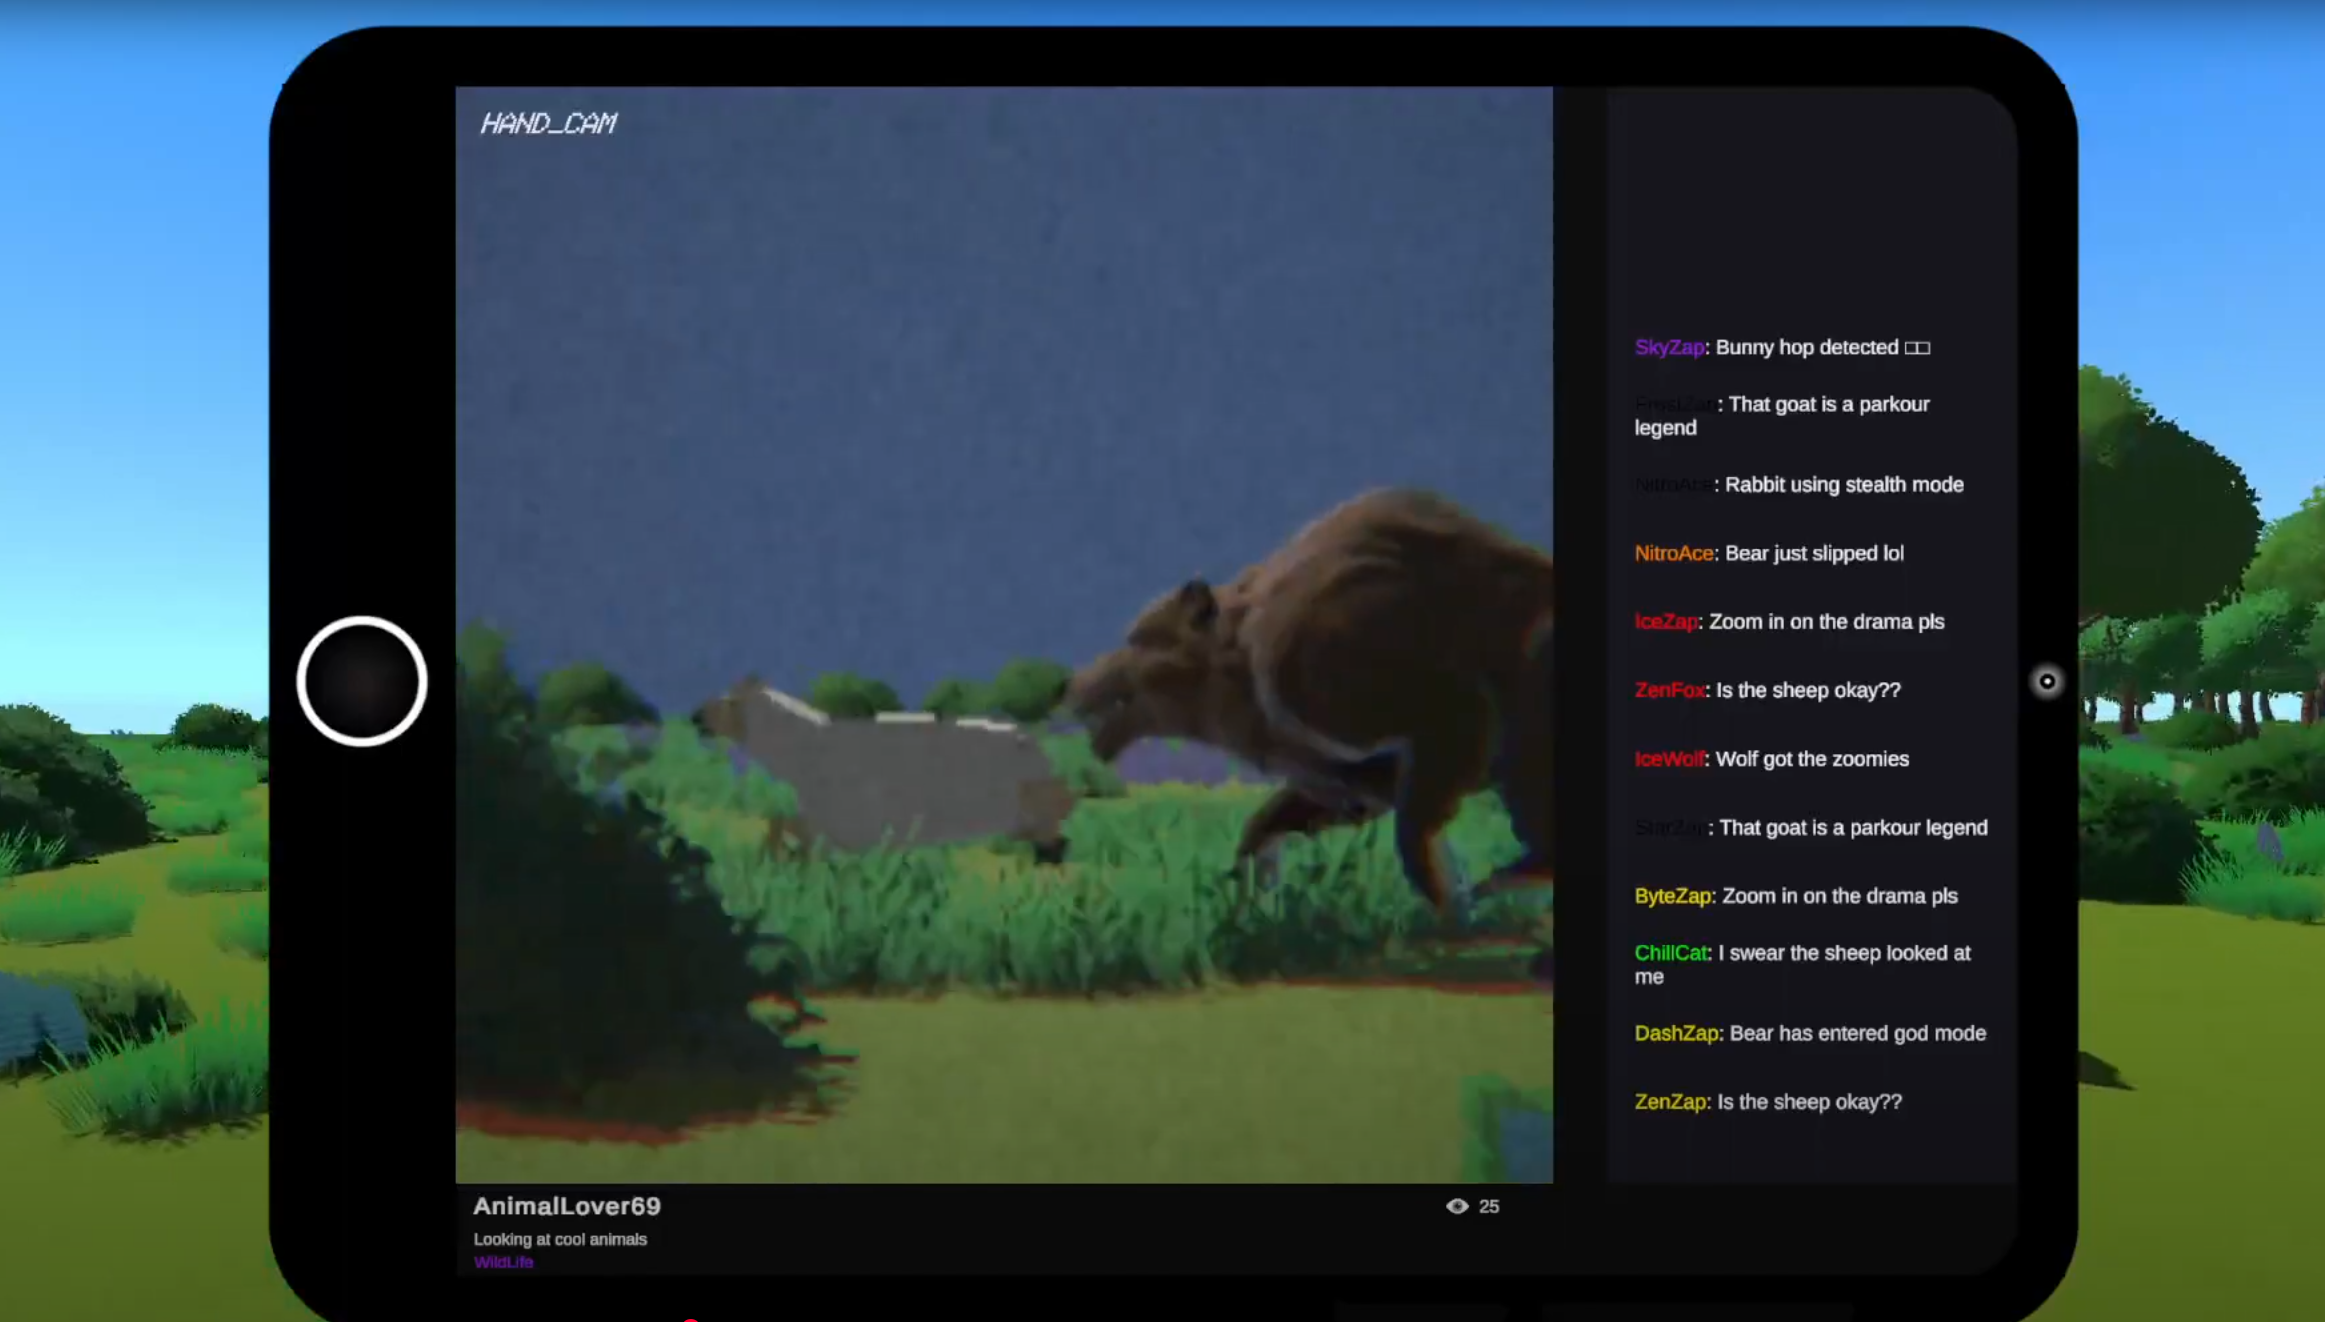 HAND_CAM
SkyZap: Bunny hop detected □□
: That goat is a parkour
legend
NitroAce: Rabbit using stealth mode
NitroAce: Bear just slipped lol
IceZap: Zoom in on the drama pls
ZenFox: Is the sheep okay??
IceWolf: Wolf got the zoomies
StarZap: That goat is a parkour legend
ByteZap: Zoom in on the drama pls
ChillCat: I swear the sheep looked at
me
DashZap: Bear has entered god mode
ZenZap: Is the sheep okay??
AnimalLover69
25
Looking at cool animals
WildLife